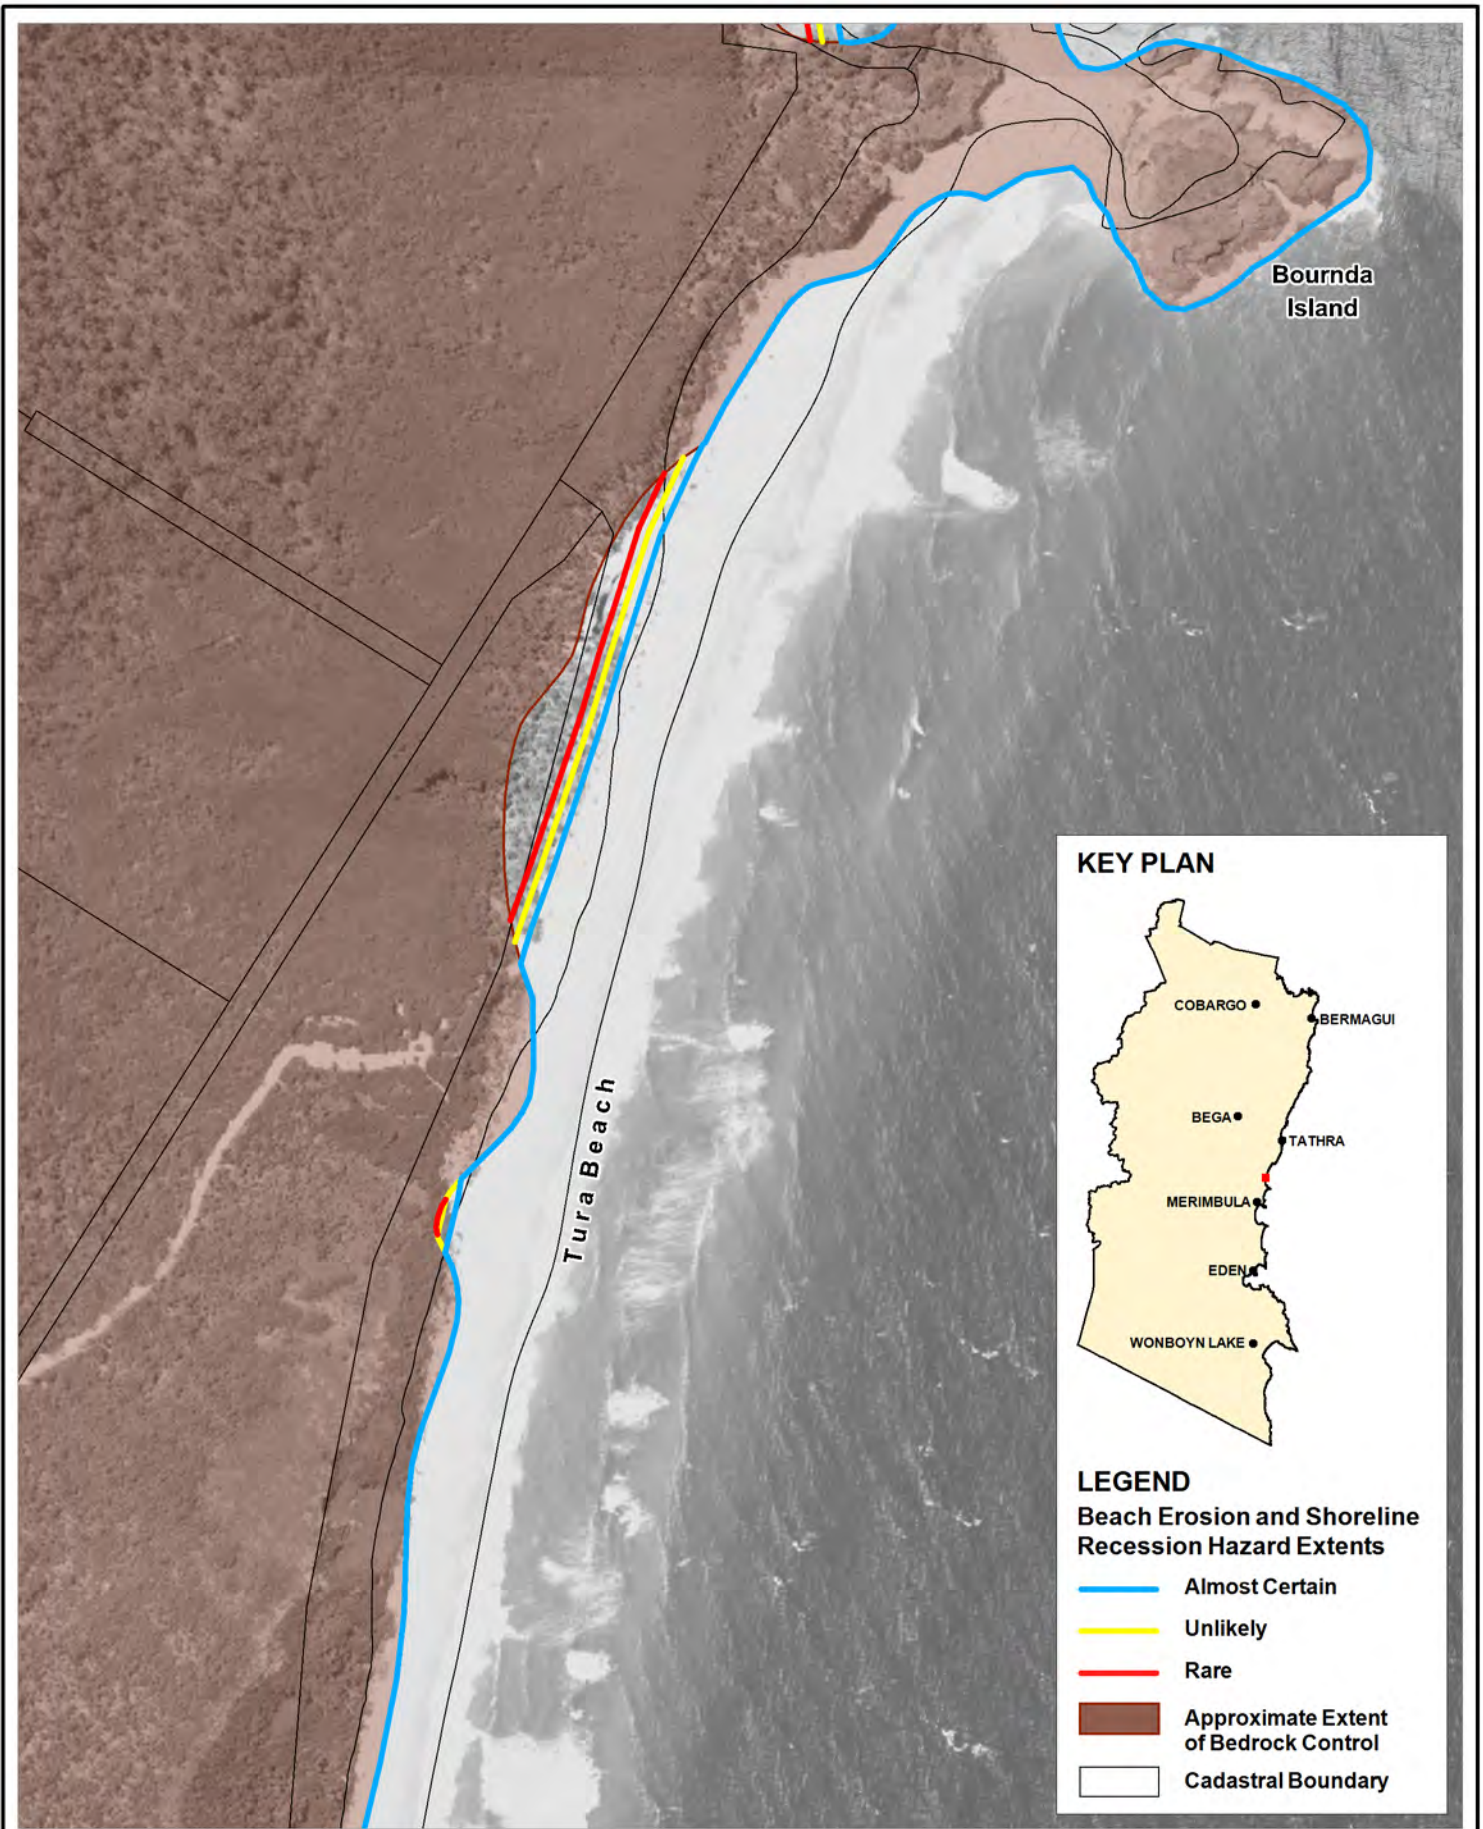 Bournda
Island
Tura Beach
KEY PLAN
COBARGO
BERMAGUI
BEGA
TATHRA
MERIMBULA
EDEN
WONBOYN LAKE
LEGEND
Beach Erosion and Shoreline
Recession Hazard Extents
Almost Certain
Unlikely
Rare
Approximate Extent
of Bedrock Control
Cadastral Boundary